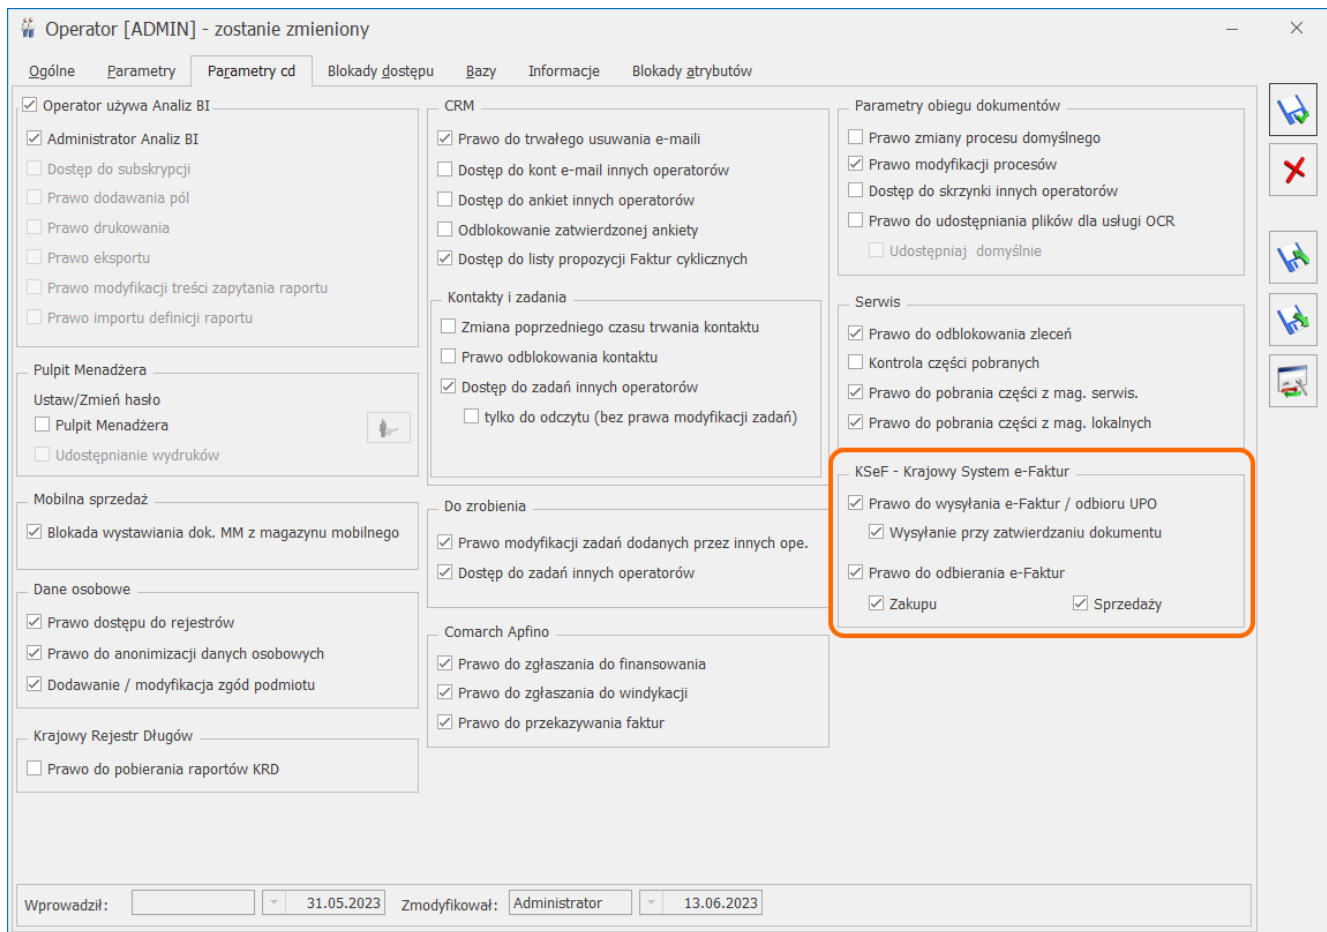 Operator [ADMIN] - zostanie zmieniony
Ogólne Parametry Parametry cd Blokady dostępu Bazy Informacje Blokady atrybutów
Operator używa Analiz BI
Administrator Analiz BI
Dostęp do subskrypcji
Prawo dodawania pól
Prawo drukowania
Prawo eksportu
Prawo modyfikacji treści zapytania raportu
Prawo importu definicji raportu
Pulpit Menadżera
Ustaw/Zmień hasło
Pulpit Menadżera
Udostępnianie wydruków
Mobilna sprzedaż
Blokada wystawiania dok. MM z magazynu mobilnego
Dane osobowe
Prawo dostępu do rejestrów
Prawo do anonimizacji danych osobowych
Dodawanie / modyfikacja zgód podmiotu
Krajowy Rejestr Długów
Prawo do pobierania raportów KRD
CRM
Prawo do trwałego usuwania e-maili
Dostęp do kont e-mail innych operatorów
Dostęp do ankiet innych operatorów
Odblokowanie zatwierdzonej ankiety
Dostęp do listy propozycji Faktur cyklicznych
Kontakty i zadania
Zmiana poprzedniego czasu trwania kontaktu
Prawo odblokowania kontaktu
Dostęp do zadań innych operatorów
tylko do odczytu (bez prawa modyfikacji zadań)
Do zrobienia
Prawo modyfikacji zadań dodanych przez innych ope.
Dostęp do zadań innych operatorów
Comarch Apfino
Prawo do zgłaszania do finansowania
Prawo do zgłaszania do windykacji
Prawo do przekazywania faktur
Parametry obiegu dokumentów
Prawo zmiany procesu domyślnego
Prawo modyfikacji procesów
Dostęp do skrzynki innych operatorów
Prawo do udostępniania plików dla usługi OCR
Udostępniaj domyślnie
Serwis
Prawo do odblokowania zleceń
Kontrola części pobranych
Prawo do pobrania części z mag. serwis.
Prawo do pobrania części z mag. lokalnych
KSeF - Krajowy System e-Faktur
Prawo do wysyłania e-Faktur / odbioru UPO
Wysyłanie przy zatwierdzaniu dokumentu
Prawo do odbierania e-Faktur
Zakupu Sprzedaży
Wprowadził: 31.05.2023 Zmodyfikował: Administrator 13.06.2023